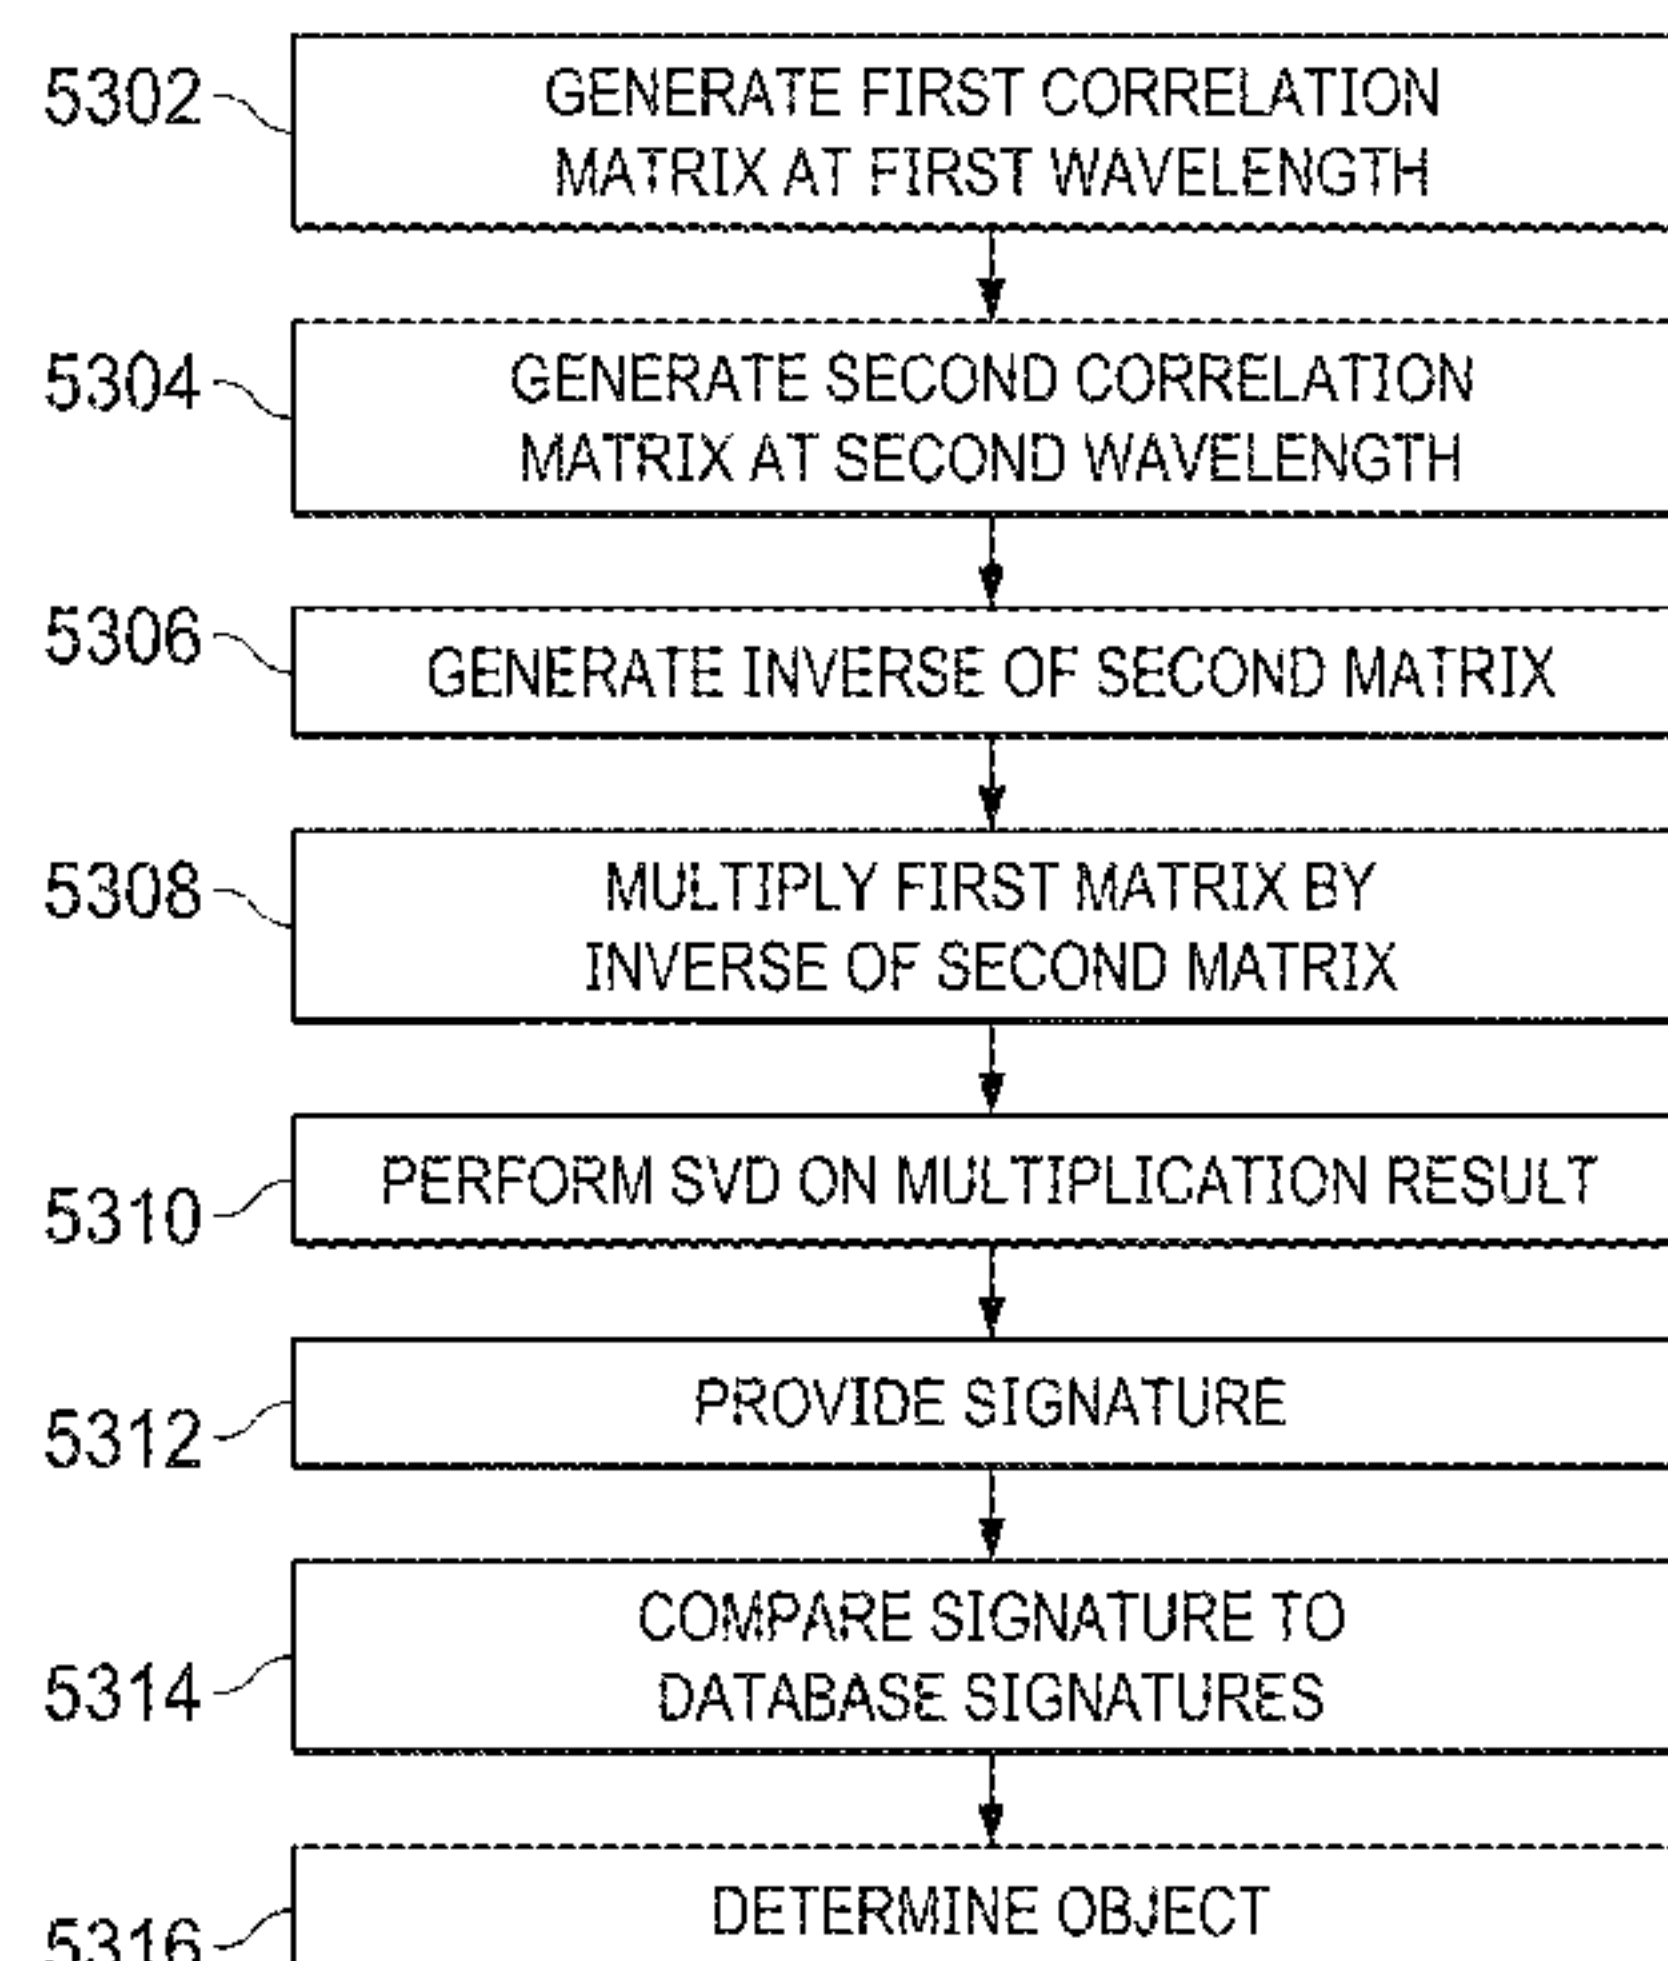 5302
GENERATE FIRST CORRELATION
MATRIX AT FIRST WAVELENGTH
5304
GENERATE SECOND CORRELATION
MATRIX AT SECOND WAVELENGTH
5306
GENERATE INVERSE OF SECOND MATRIX
5308
MULTIPLY FIRST MATRIX BY
INVERSE OF SECOND MATRIX
5310
PERFORM SVD ON MULTIPLICATION RESULT
5312
PROVIDE SIGNATURE
5314
COMPARE SIGNATURE TO
DATABASE SIGNATURES
5316
DETERMINE OBJECT